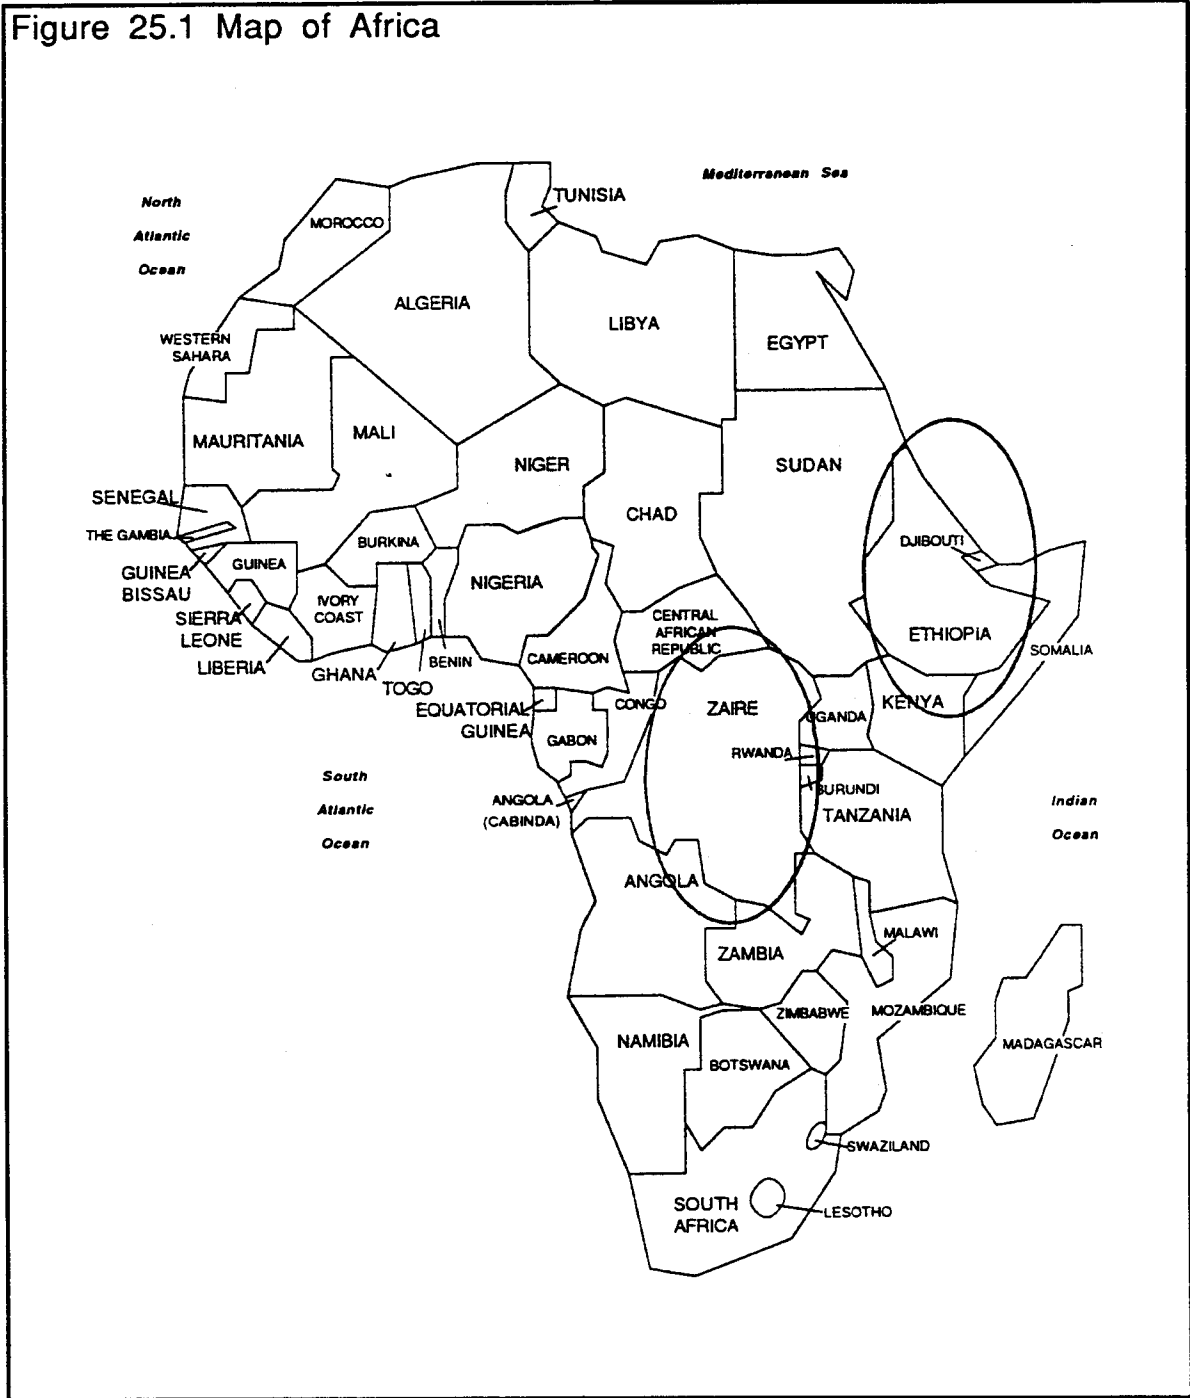 Figure 25.1 Map of Africa
Mediterranean Sea
North
Atlantic
Ocean
TUNISIA
MOROCCO
ALGERIA
LIBYA
EGYPT
WESTERN
SAHARA
MAURITANIA
MALI
NIGER
SUDAN
SENEGAL
CHAD
THE GAMBIA
BURKINA
DJIBOUTI
GUINEA
BISSAU
GUINEA
NIGERIA
IVORY
COAST
SIERRA
LEONE
CENTRAL
AFRICAN
REPUBLIC
ETHIOPIA
SOMALIA
LIBERIA
GHANA
TOGO
BENIN
CAMEROON
EQUATORIAL
GUINEA
CONGO
ZAIRE
UGANDA
KENYA
GABON
RWANDA
South
Atlantic
Ocean
ANGOLA
(CABINDA)
BURUNDI
TANZANIA
Indian
Ocean
ANGOLA
ZAMBIA
MALAWI
ZIMBABWE
MOZAMBIQUE
NAMIBIA
BOTSWANA
MADAGASCAR
SWAZILAND
SOUTH
AFRICA
LESOTHO